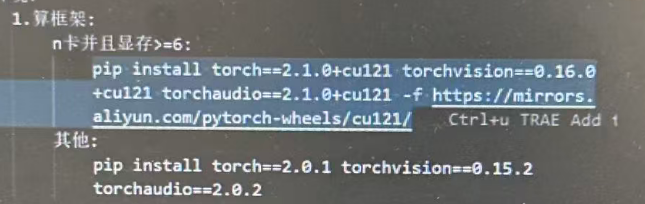 1.算框架:
n卡并且显存>=6:
pip install torch==2.1.0+cu121 torchvision==0.16.0
+cu121 torchaudio==2.1.0+cu121 -f https://mirrors.
aliyun.com/pytorch-wheels/cu121/ Ctrl+u TRAE Add
其他:
pip install torch==2.0.1 torchvision==0.15.2
torchaudio==2.0.2